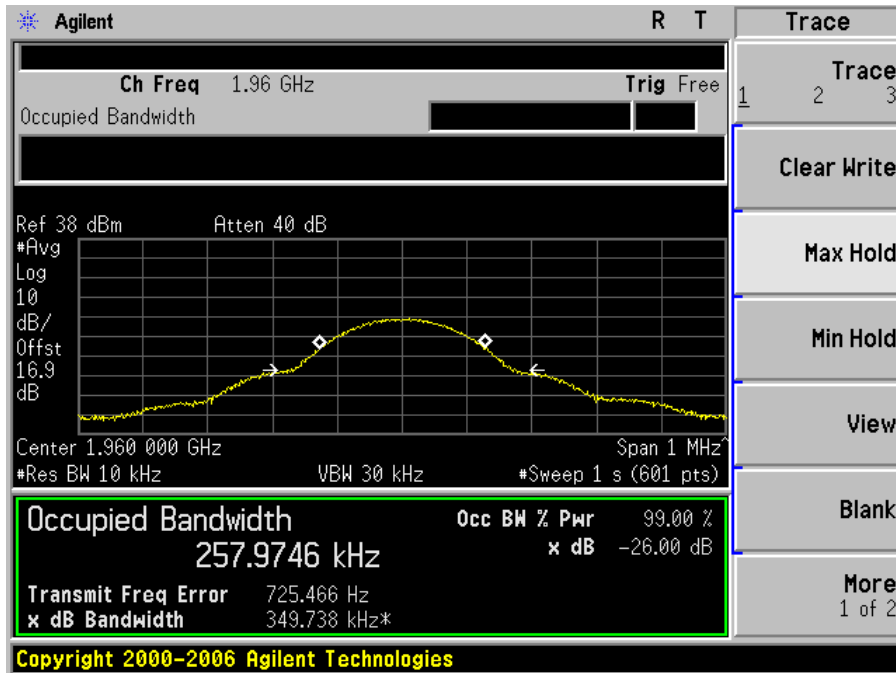 Agilent R T Trace
Ch Freq 1.96 GHz Trig Free
Occupied Bandwidth
Trace
1 2 3
Clear Write
Max Hold
Min Hold
View
Blank
More
1 of 2
Ref 38 dBm Atten 40 dB
#Avg
Log
10
dB/
Offst
16.9
dB
Center 1.960 000 GHz Span 1 MHz^
#Res BW 10 kHz VBW 30 kHz #Sweep 1 s (601 pts)
Occupied Bandwidth
257.9746 kHz
Occ BW % Pwr 99.00 %
x dB -26.00 dB
Transmit Freq Error 725.466 Hz
x dB Bandwidth 349.738 kHz*
Copyright 2000-2006 Agilent Technologies